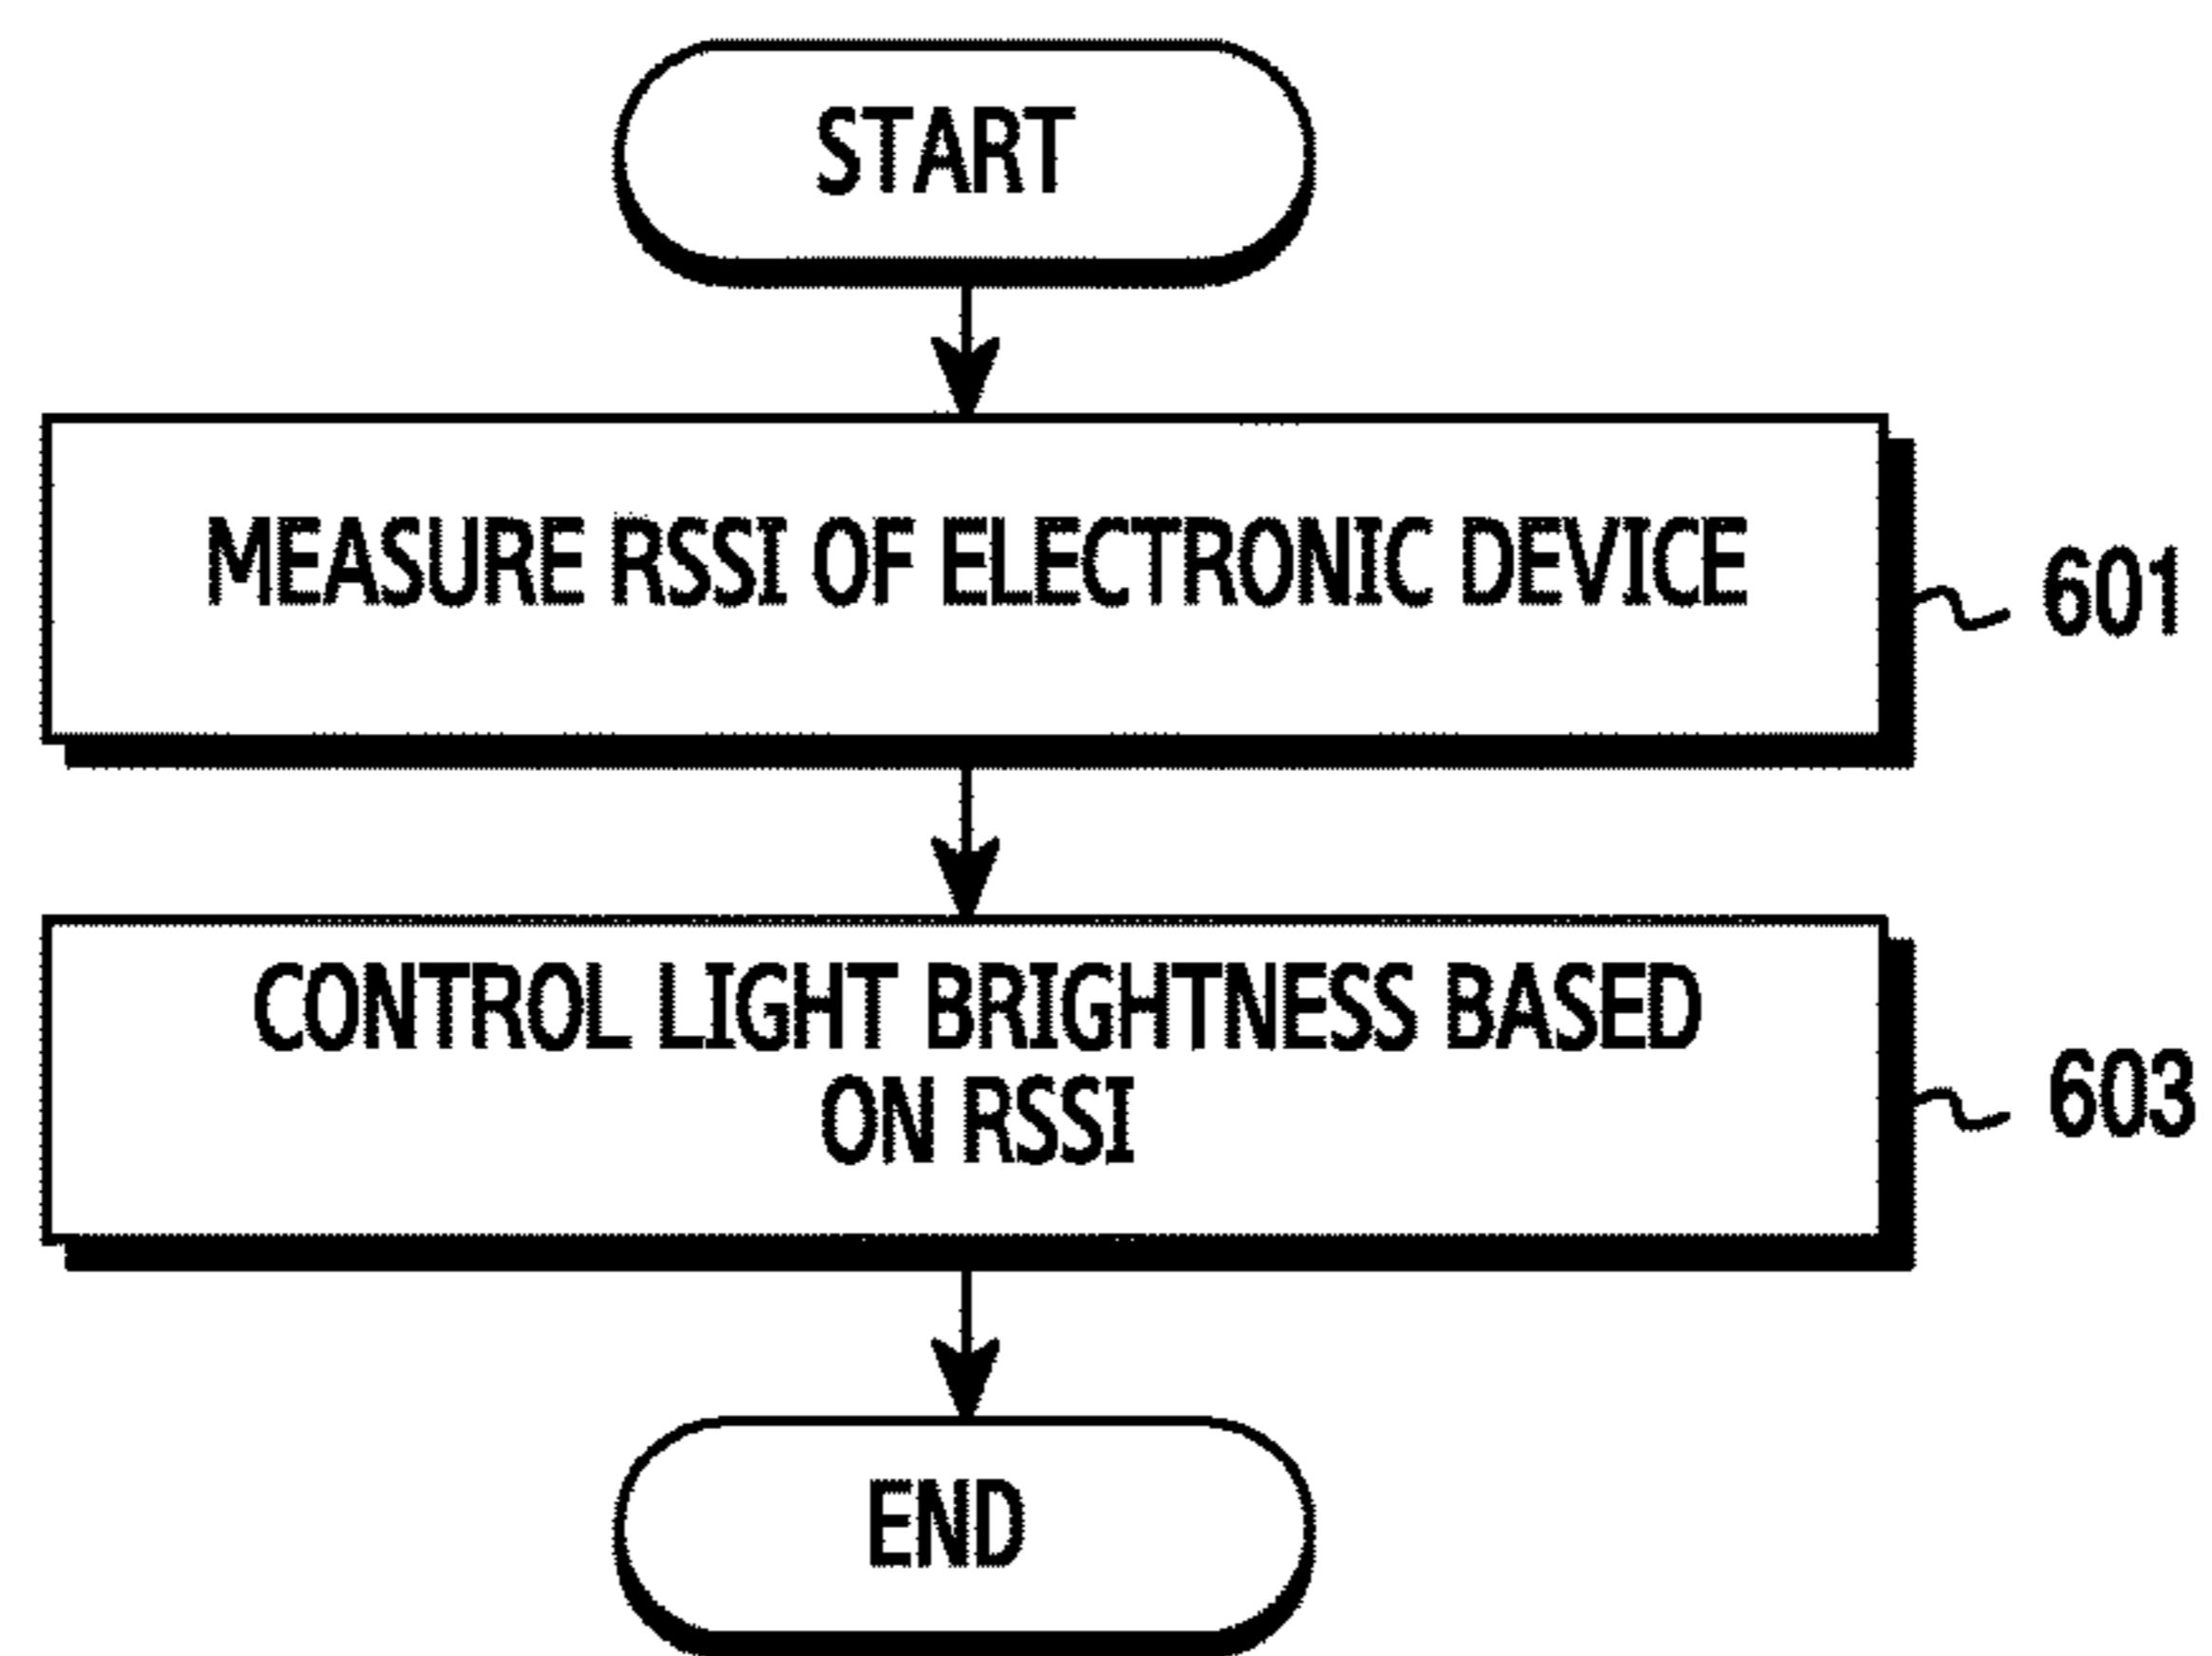 START
MEASURE RSSI OF ELECTRONIC DEVICE
601
CONTROL LIGHT BRIGHTNESS BASED
ON RSSI
603
END